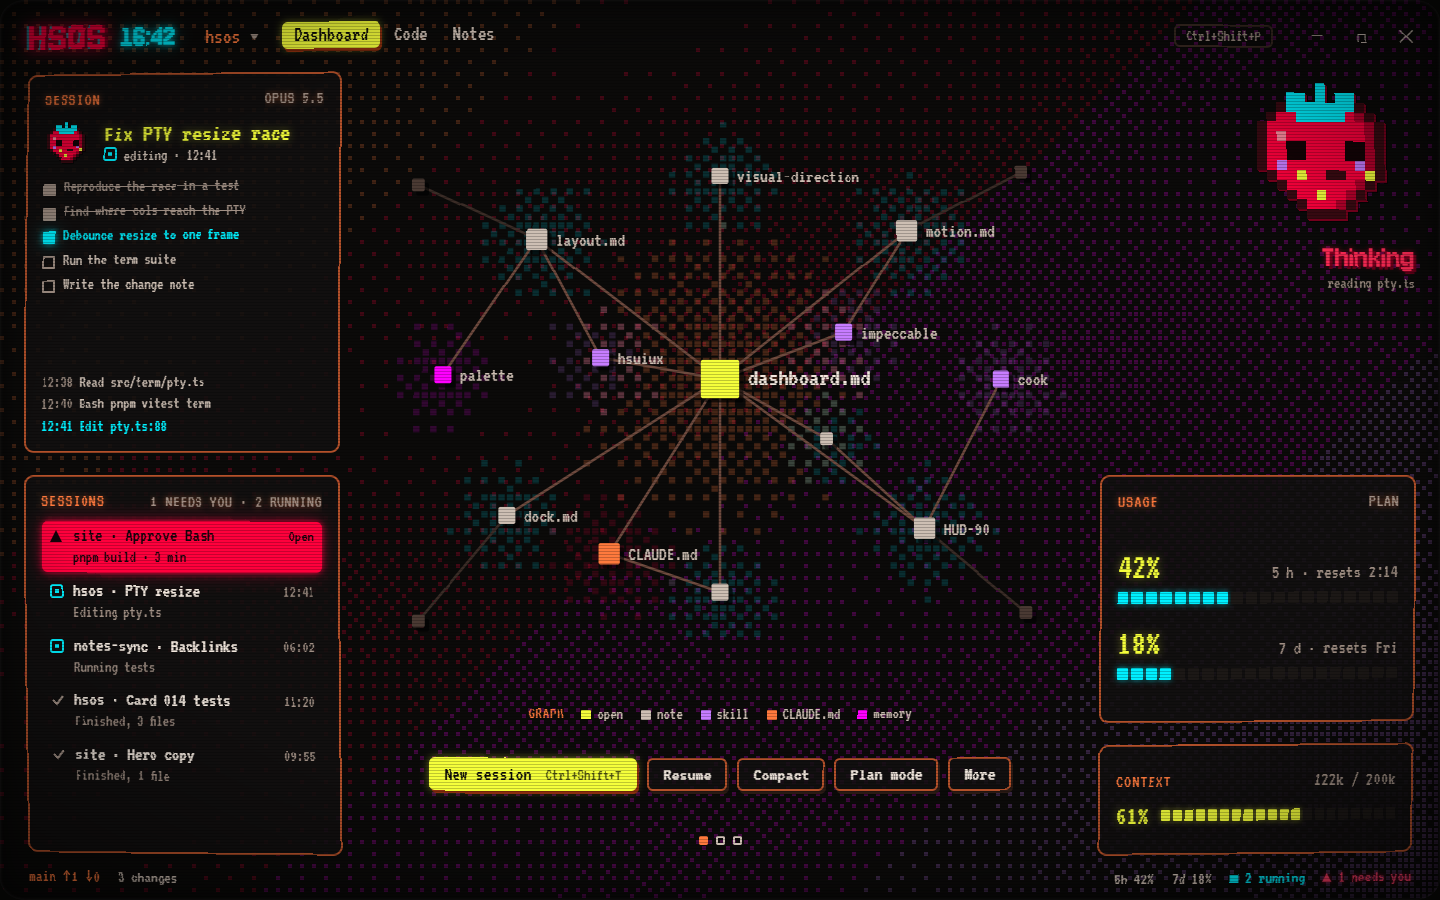 HSOS 16:42 hsos Dashboard Code Notes Ctrl+Shift+P
SESSION OPUS 5.5
Fix PTY resize race
editing · 12:41
Reproduce the race in a test
Find where cols reach the PTY
Debounce resize to one frame
Run the term suite
Write the change note
12:38 Read src/term/pty.ts
12:40 Bash pnpm vitest term
12:41 Edit pty.ts:88
SESSIONS 1 NEEDS YOU · 2 RUNNING
site · Approve Bash Open
pnpm build · 3 min
hsos · PTY resize 12:41
Editing pty.ts
notes-sync · Backlinks 06:02
Running tests
hsos · Card 014 tests 11:20
Finished, 3 files
site · Hero copy 09:55
Finished, 1 file
visual-direction
layout.md
motion.md
impeccable
hsuiux
palette
dashboard.md
cook
dock.md
HUD-90
CLAUDE.md
GRAPH open note skill CLAUDE.md memory
New session Ctrl+Shift+T Resume Compact Plan mode More
Thinking
reading pty.ts
USAGE PLAN
42% 5 h · resets 2:14
18% 7 d · resets Fri
CONTEXT 122k / 200k
61%
main ↑1 ↓0 3 changes
5h 42% 7d 18% 2 running 1 needs you